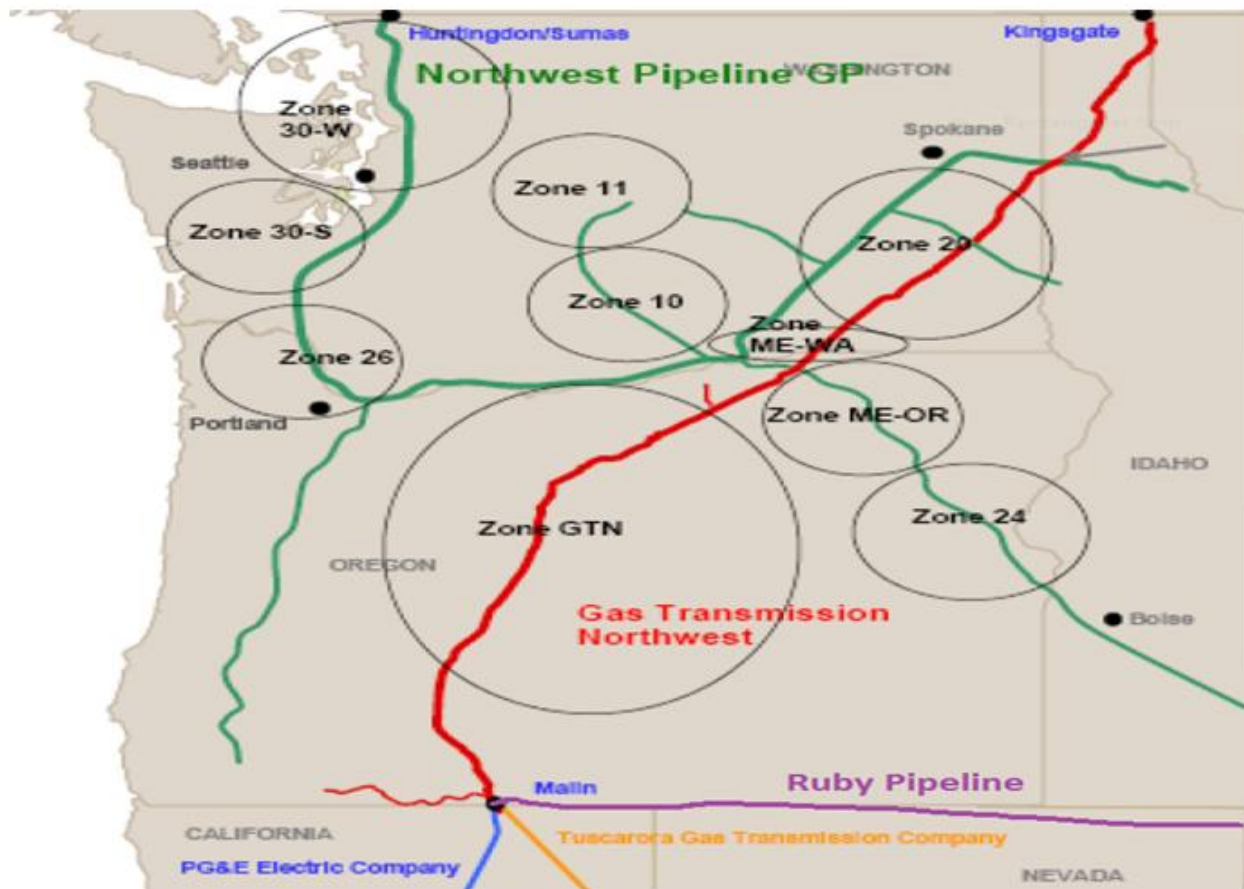 Huntingdon/Sumas
Kingsgate
Northwest Pipeline GP
WASHINGTON
Zone
30-W
Spokane
Seattle
Zone 11
Zone 30-S
Zone 20
Zone 10
Zone
ME-WA
Zone 26
Portland
Zone ME-OR
IDAHO
Zone 24
Zone GTN
OREGON
Gas Transmission
Northwest
Boise
Malin
Ruby Pipeline
CALIFORNIA
Tuscarora Gas Transmission Company
PG&E Electric Company
NEVADA